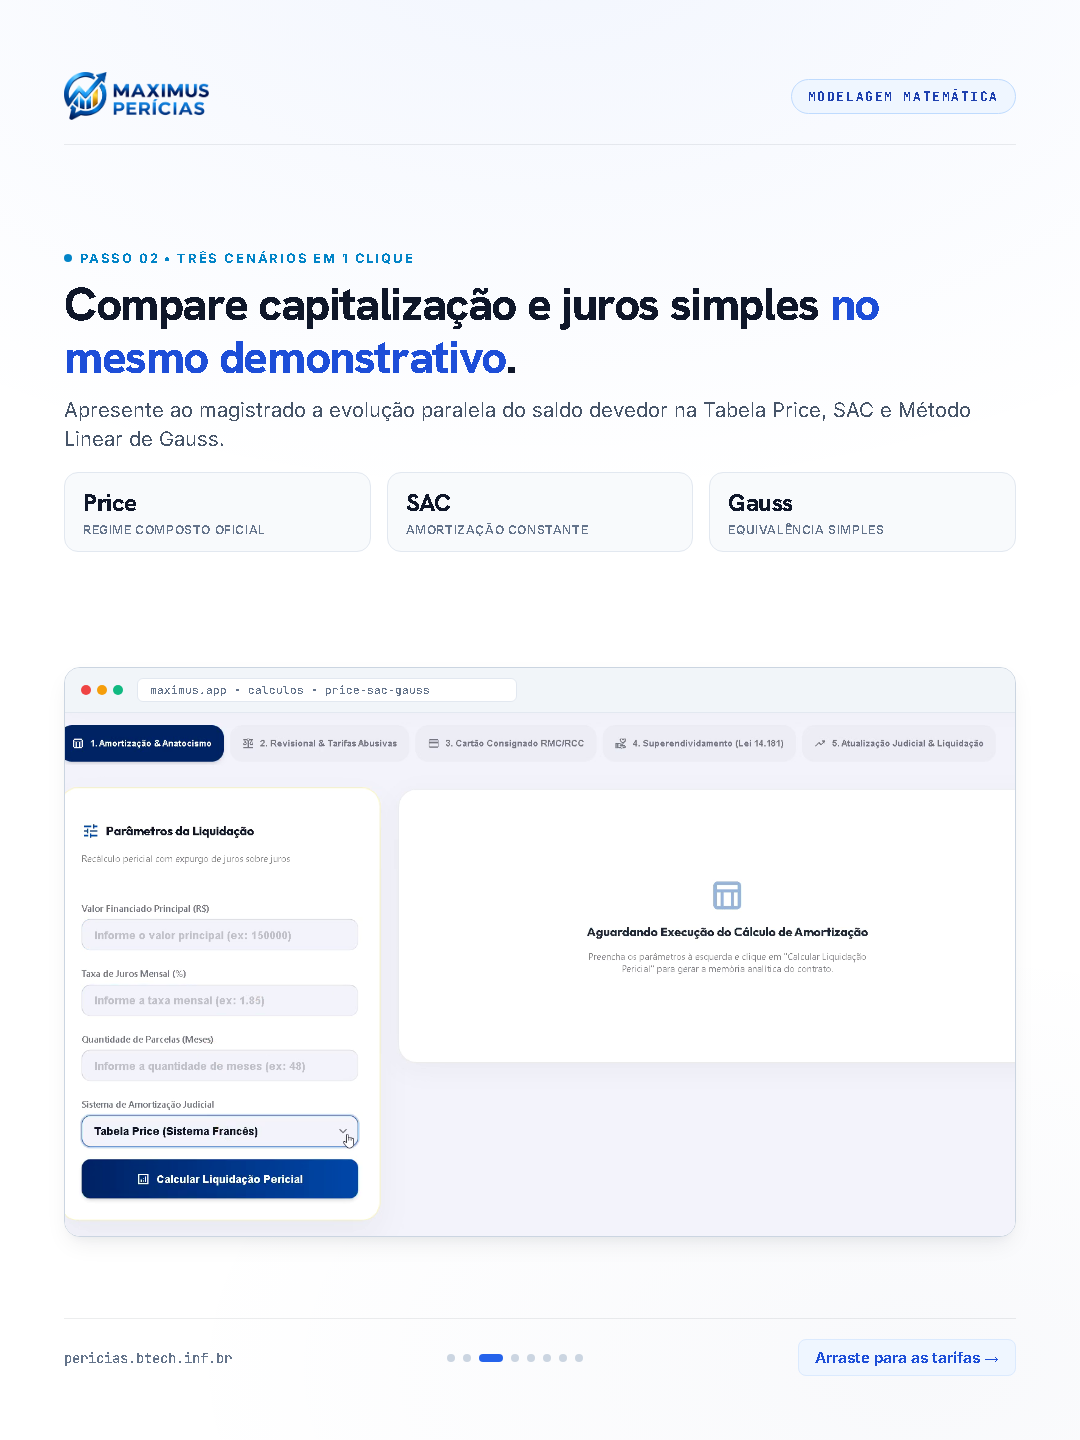 MAXIMUS
PERÍCIAS
MODELAGEM MATEMÁTICA
PASSO 02 • TRÊS CENÁRIOS EM 1 CLIQUE
Compare capitalização e juros simples no
mesmo demonstrativo.
Apresente ao magistrado a evolução paralela do saldo devedor na Tabela Price, SAC e Método
Linear de Gauss.
Price
REGIME COMPOSTO OFICIAL
SAC
AMORTIZAÇÃO CONSTANTE
Gauss
EQUIVALÊNCIA SIMPLES
maximus.app • calculos • price-sac-gauss
1. Amortização & Anatocismo
2. Revisional & Tarifas Abusivas
3. Cartão Consignado RMC/RCC
4. Superendividamento (Lei 14.181)
5. Atualização Judicial & Liquidação
Parâmetros da Liquidação
Recálculo pericial com expurgo de juros sobre juros.
Valor Financiado Principal (R$)
Informe o valor principal (ex: 150000)
Taxa de Juros Mensal (%)
Informe a taxa mensal (ex: 1.85)
Quantidade de Parcelas (Meses)
Informe a quantidade de meses (ex: 48)
Sistema de Amortização Judicial
Tabela Price (Sistema Francês)
Calcular Liquidação Pericial
Aguardando Execução do Cálculo de Amortização
Preencha os parâmetros à esquerda e clique em "Calcular Liquidação
Pericial" para gerar a memória analítica do contrato.
pericias.btech.inf.br
Arraste para as tarifas →